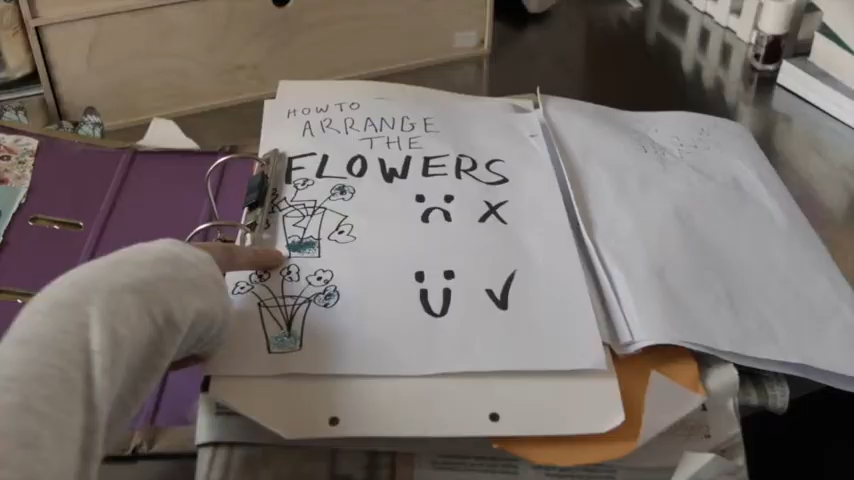 HOW TO
ARRANGE
THE
FLOWERS
X